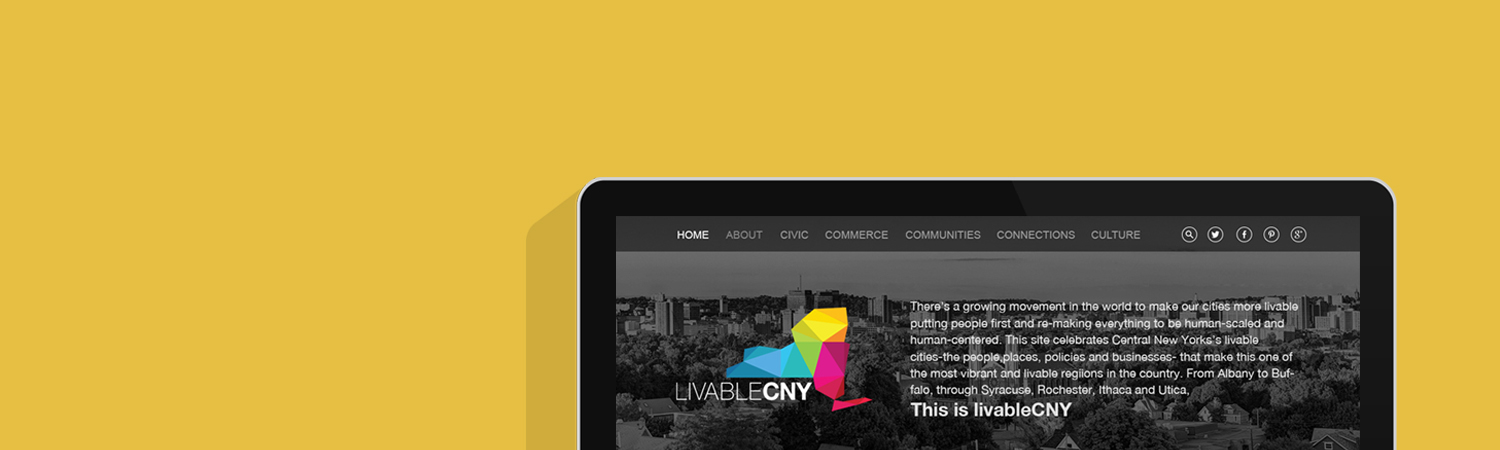 HOME ABOUT CIVIC COMMERCE COMMUNITIES CONNECTIONS CULTURE
There's a growing movement in the world to make our cities more livable
putting people first and re-making everything to be human-scaled and
human-centered. This site celebrates Central New Yorks's livable
cities-the people,places, policies and businesses- that make this one of
the most vibrant and livable regiions in the country. From Albany to Buf-
falo, through Syracuse, Rochester, Ithaca and Utica,
This is livableCNY
LIVABLECNY